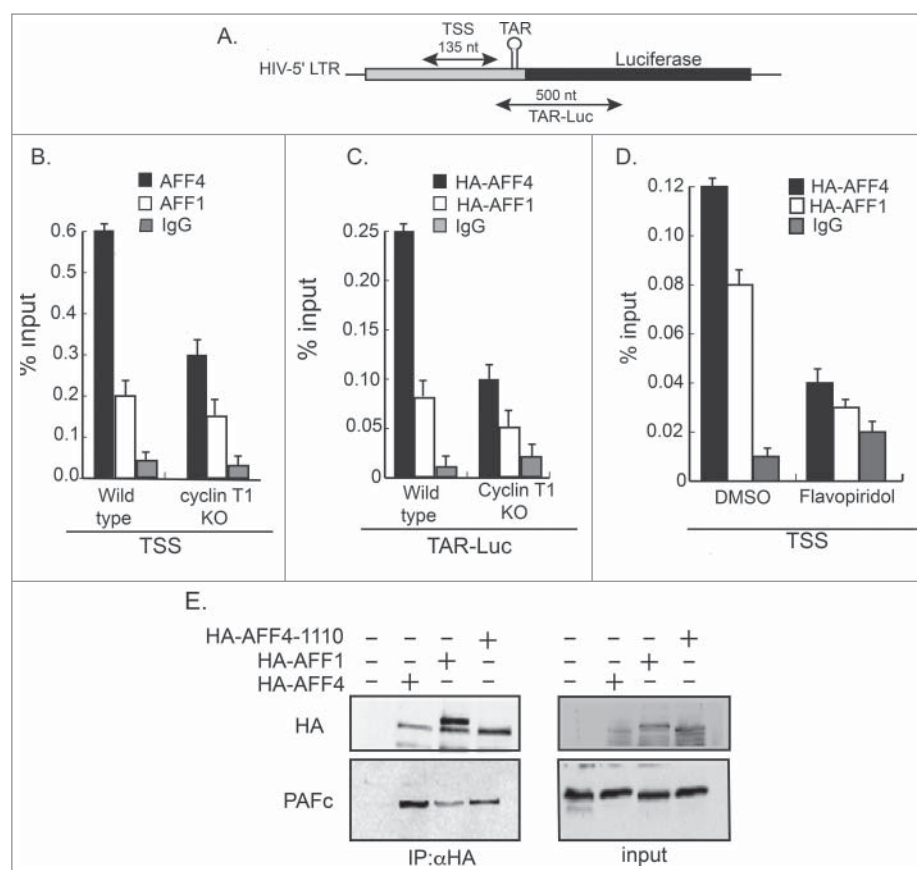 A.
TSS
TAR
135 nt
HIV-5' LTR
Luciferase
500 nt
TAR-Luc
B.
AFF4
AFF1
IgG
% input
0.6
0.3
0.2
0.1
0.0
Wild type
cyclin T1 KO
TSS
C.
HA-AFF4
HA-AFF1
IgG
% input
0.25
0.20
0.15
0.10
0.05
0
Wild type
Cyclin T1 KO
TAR-Luc
D.
HA-AFF4
HA-AFF1
IgG
% input
0.12
0.10
0.08
0.06
0.04
0.02
0
DMSO
Flavopiridol
TSS
E.
HA-AFF4-1110 – – – + – – – +
HA-AFF1 – – + – – – + –
HA-AFF4 – + – – – + – –
HA
PAFc
IP:αHA
input